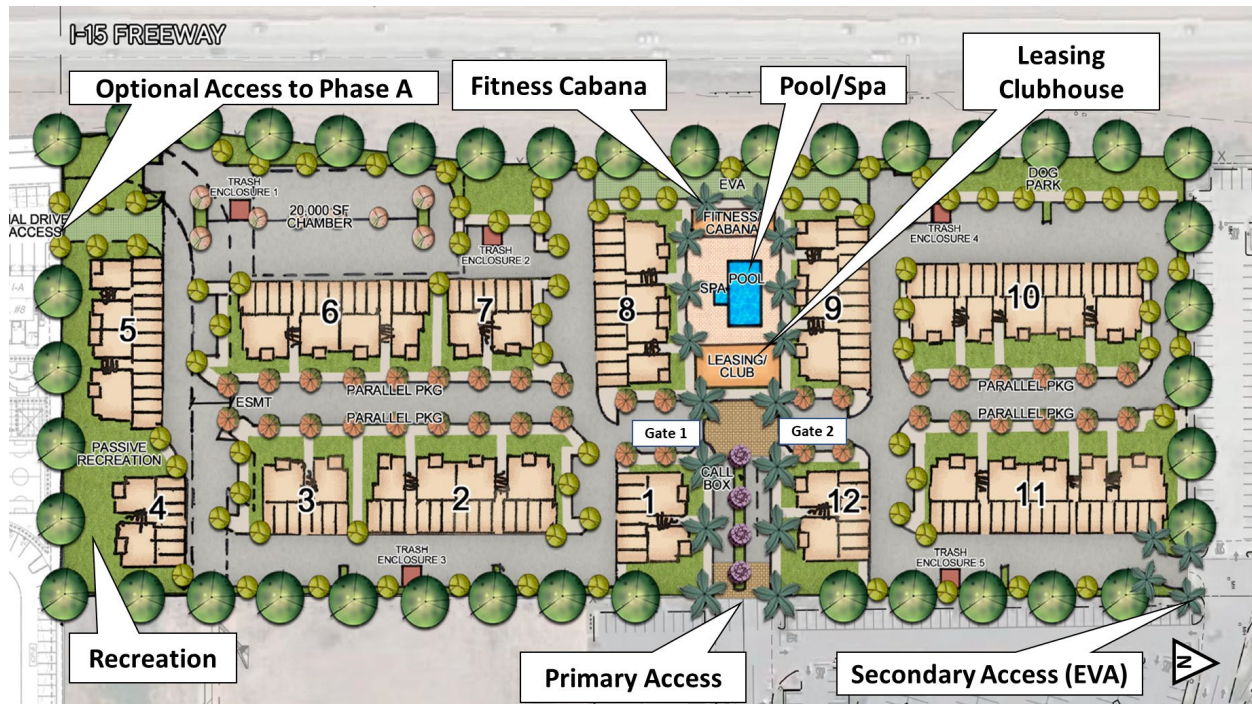 I-15 FREEWAY
Optional Access to Phase A
Fitness Cabana
Pool/Spa
Leasing
Clubhouse
TRASH
ENCLOSURE 1
20,000 SF
CHAMBER
TRASH
ENCLOSURE 2
EVA
FITNESS/
CABANA
DOG
PARK
TRASH
ENCLOSURE 4
NAL DRIVE
ACCESS)
I-A
#8
5
6
7
8
SPA
POOL
9
10
LEASING/
CLUB
PARALLEL PKG
PARALLEL PKG
ESMT
PARALLEL PKG
PARALLEL PKG
Gate 1
Gate 2
PASSIVE
RECREATION
CALL
BOX
4
3
2
1
12
11
TRASH
ENCLOSURE 3
TRASH
ENCLOSURE 5
Recreation
Primary Access
Secondary Access (EVA)
N